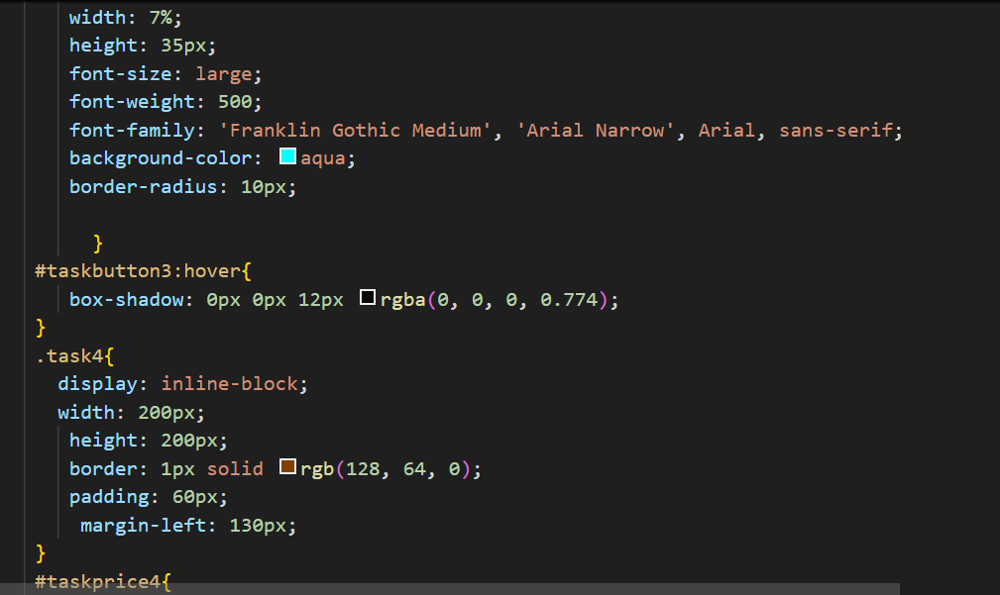 width: 7%;
height: 35px;
font-size: large;
font-weight: 500;
font-family: 'Franklin Gothic Medium', 'Arial Narrow', Arial, sans-serif;
background-color: aqua;
border-radius: 10px;
}
#taskbutton3:hover{
box-shadow: 0px 0px 12px rgba(0, 0, 0, 0.774);
}
.task4{
display: inline-block;
width: 200px;
height: 200px;
border: 1px solid rgb(128, 64, 0);
padding: 60px;
margin-left: 130px;
}
#taskprice4{